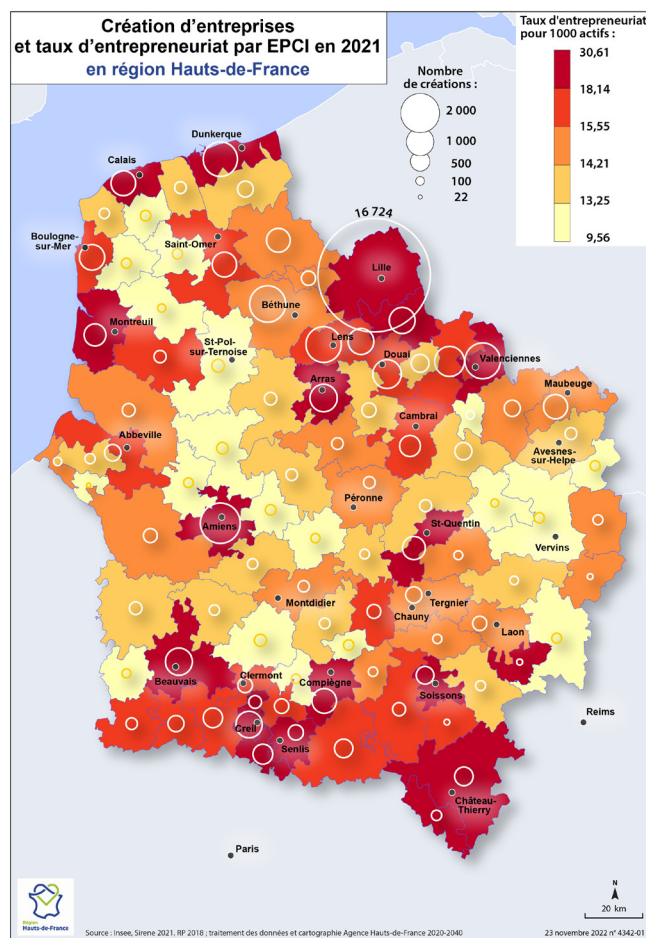 Création d'entreprises
et taux d'entrepreneuriat par EPCI en 2021
en région Hauts-de-France
Taux d'entrepreneuriat
pour 1000 actifs :
30,61
18,14
15,55
14,21
13,25
9,56
Nombre
de créations :
2 000
1 000
500
100
22
Dunkerque
Calais
16 724
Boulogne-
sur-Mer
Saint-Omer
Lille
Béthune
Montreuil
St-Pol-
sur-Ternoise
Lens
Douai
Valenciennes
Arras
Maubeuge
Cambrai
Abbeville
Avesnes-
sur-Helpe
Péronne
Amiens
St-Quentin
Vervins
Montdidier
Tergnier
Chauny
Laon
Beauvais
Clermont
Compiègne
Soissons
Creil
Senlis
Reims
Château-
Thierry
Paris
N
20 km
Région
Hauts-de-France
Source : Insee, Sirene 2021, RP 2018 ; traitement des données et cartographie Agence Hauts-de-France 2020-2040
23 novembre 2022 n° 4342-01